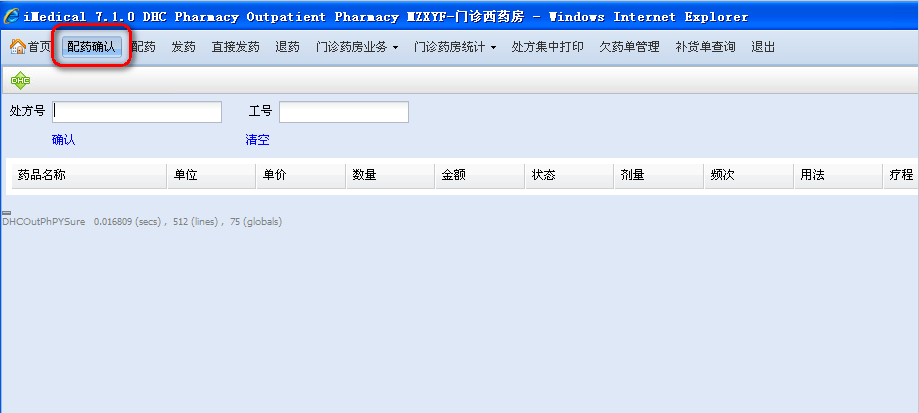 iMedical 7.1.0 DHC Pharmacy Outpatient Pharmacy MZXYF-门诊西药房 - Windows Internet Explorer
首页 配药确认 配药 发药 直接发药 退药 门诊药房业务 门诊药房统计 处方集中打印 欠药单管理 补货单查询 退出
DHC
处方号 工号
确认 清空
药品名称 单位 单价 数量 金额 状态 剂量 频次 用法 疗程
DHCOutPhPYSure 0.016809 (secs) , 512 (lines) , 75 (globals)